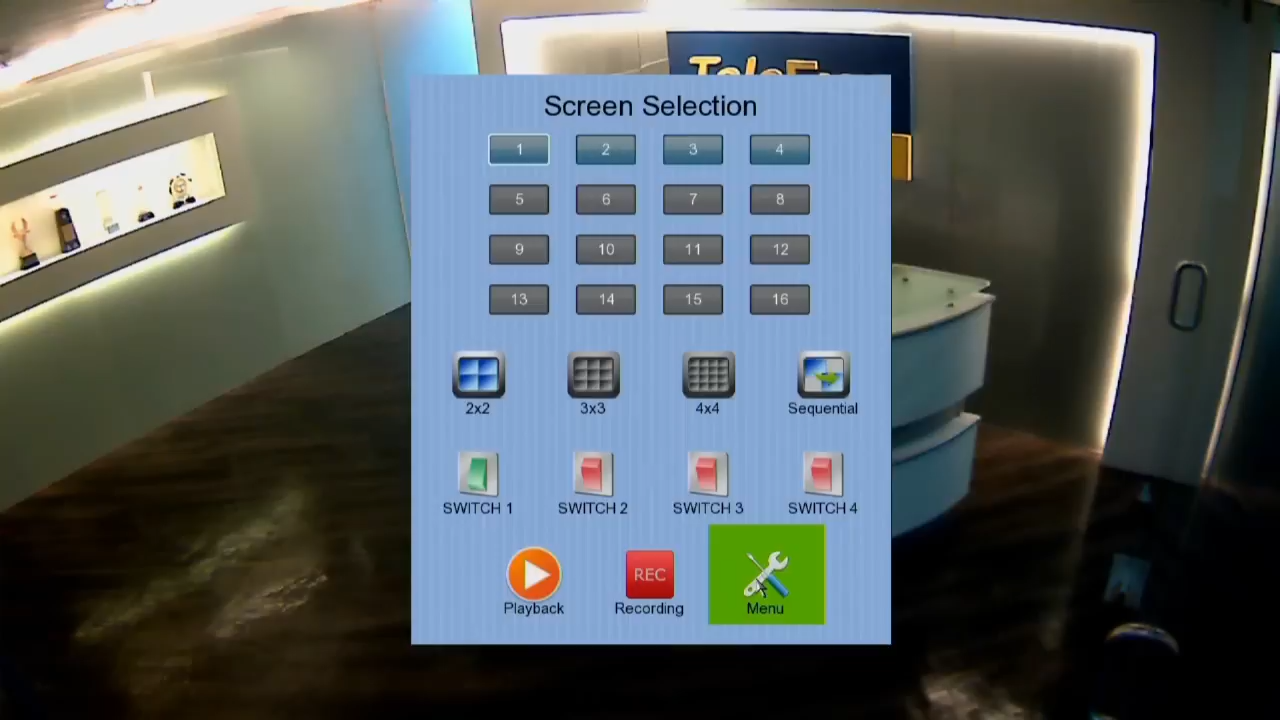 Screen Selection
1 2 3 4
5 6 7 8
9 10 11 12
13 14 15 16
2x2 3x3 4x4 Sequential
SWITCH 1 SWITCH 2 SWITCH 3 SWITCH 4
REC
Playback Recording Menu